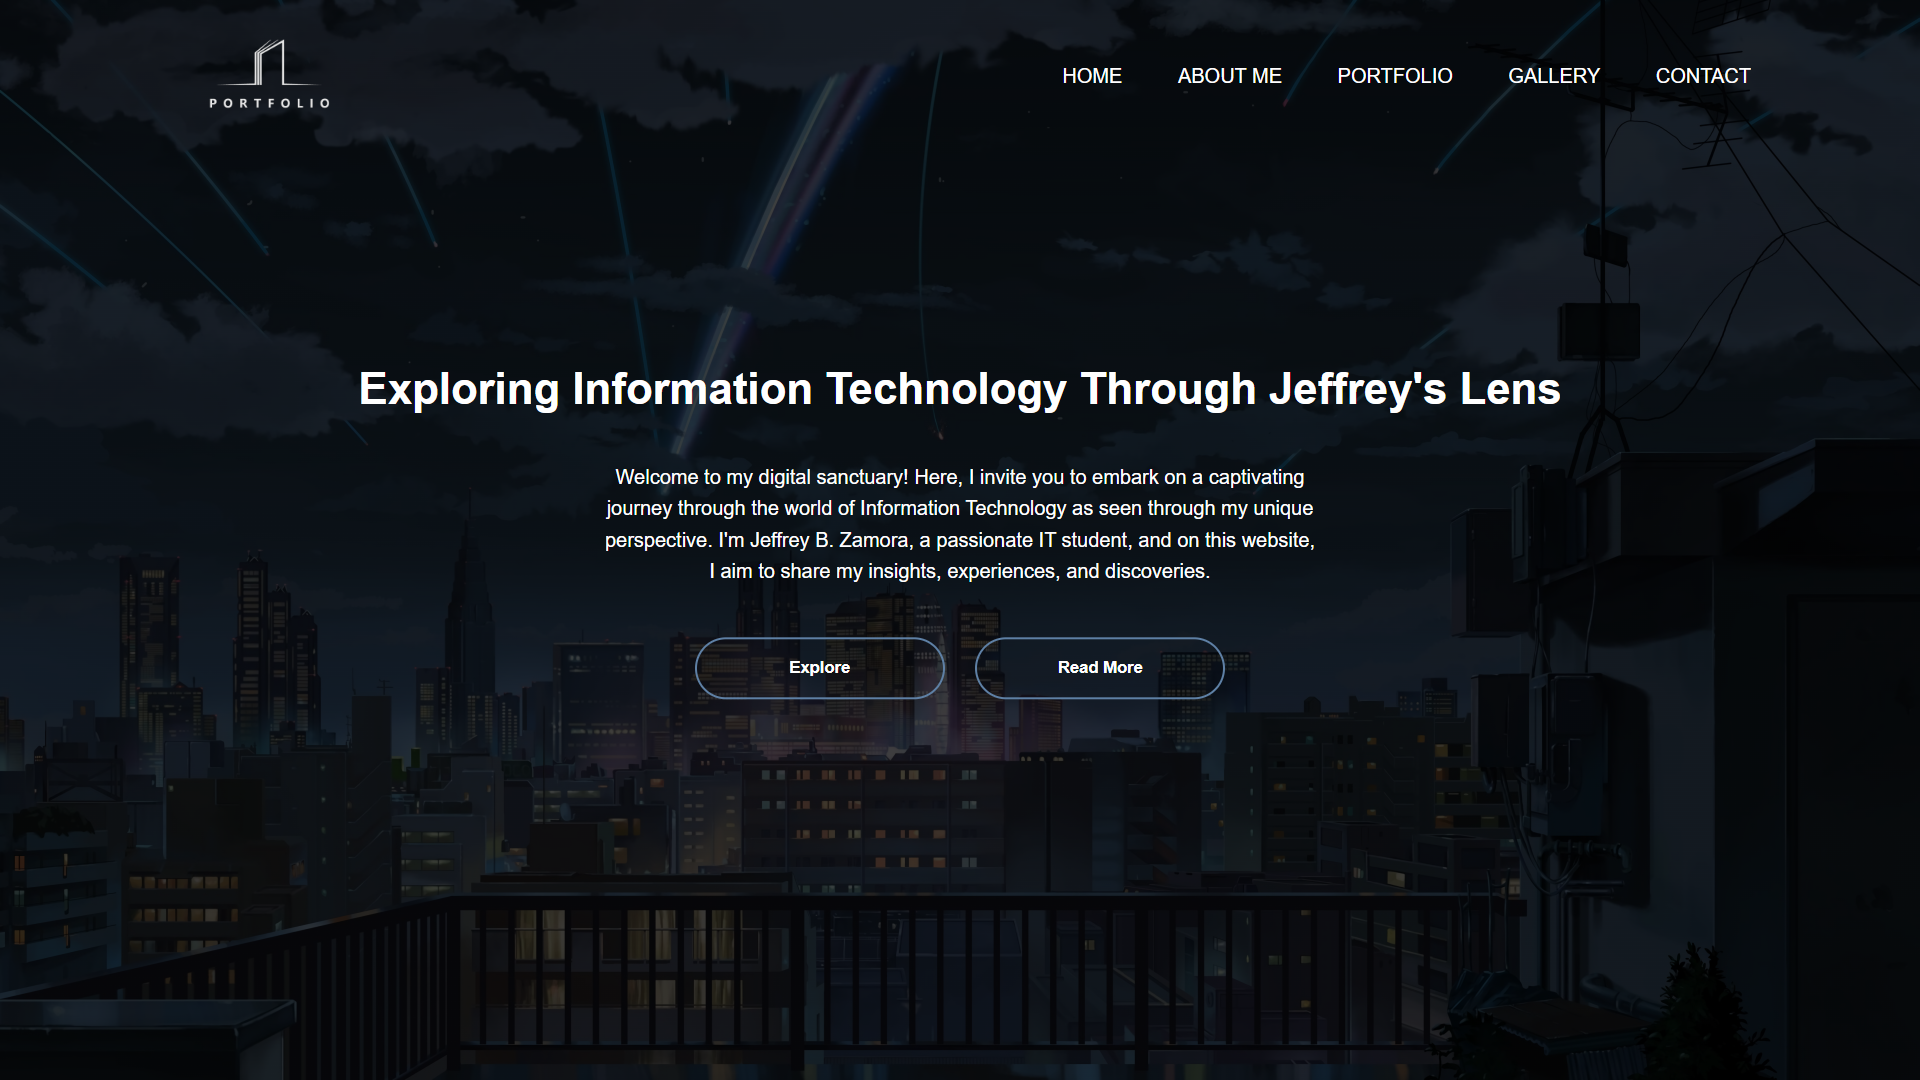 PORTFOLIO
HOME ABOUT ME PORTFOLIO GALLERY CONTACT
Exploring Information Technology Through Jeffrey's Lens
Welcome to my digital sanctuary! Here, I invite you to embark on a captivating
journey through the world of Information Technology as seen through my unique
perspective. I'm Jeffrey B. Zamora, a passionate IT student, and on this website,
I aim to share my insights, experiences, and discoveries.
Explore Read More